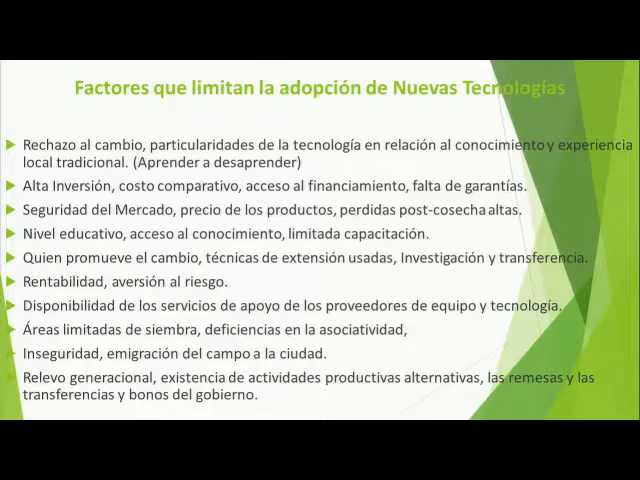 Factores que limitan la adopción de Nuevas Tecnologías
Rechazo al cambio, particularidades de la tecnología en relación al conocimiento y experiencia
local tradicional. (Aprender a desaprender)
Alta Inversión, costo comparativo, acceso al financiamiento, falta de garantías.
Seguridad del Mercado, precio de los productos, perdidas post-cosecha altas.
Nivel educativo, acceso al conocimiento, limitada capacitación.
Quien promueve el cambio, técnicas de extensión usadas, Investigación y transferencia.
Rentabilidad, aversión al riesgo.
Disponibilidad de los servicios de apoyo de los proveedores de equipo y tecnología.
Áreas limitadas de siembra, deficiencias en la asociatividad,
Inseguridad, emigración del campo a la ciudad.
Relevo generacional, existencia de actividades productivas alternativas, las remesas y las
transferencias y bonos del gobierno.